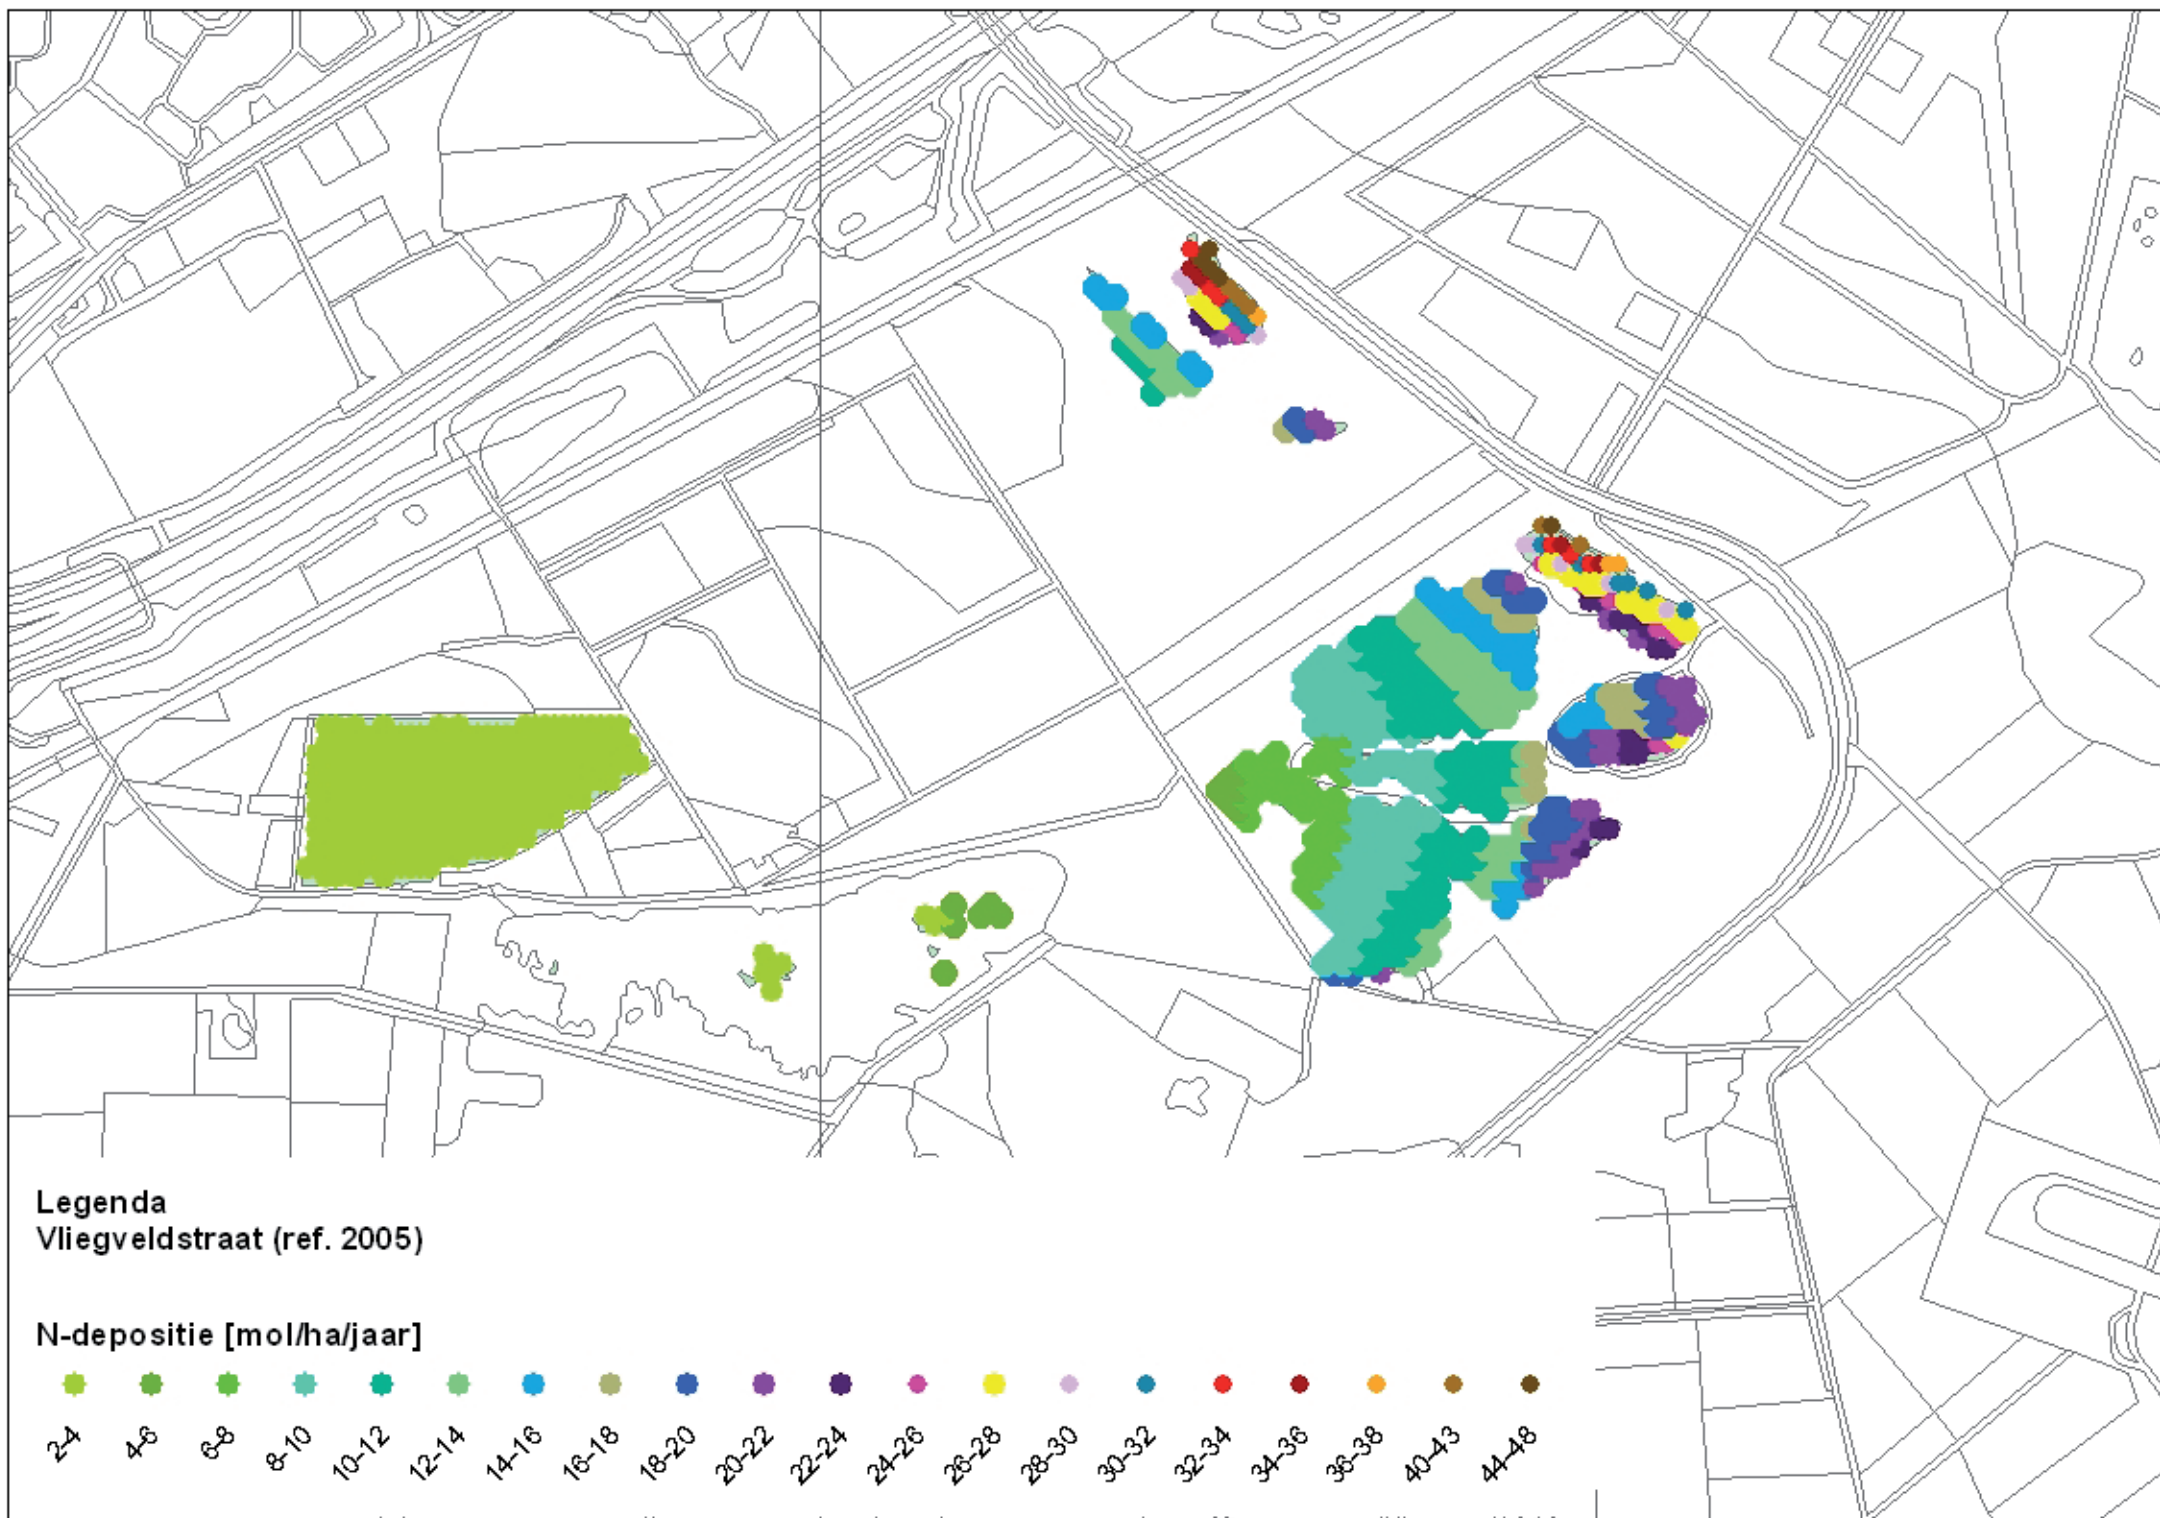 Legenda
Vliegveldstraat (ref. 2005)
N-depositie [mol/ha/jaar]
2-4 4-6 6-8 8-10 10-12 12-14 14-16 16-18 18-20 20-22 22-24 24-26 26-28 28-30 30-32 32-34 34-36 36-38 40-43 44-48